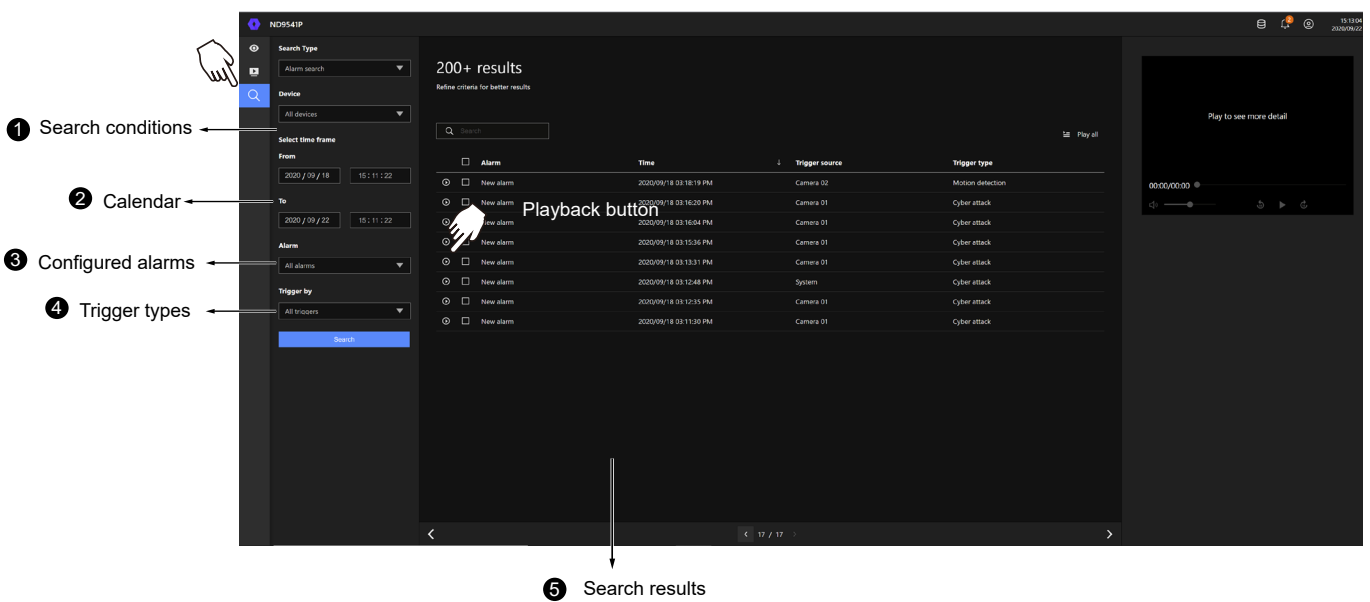 ND9541P
2
15:13:04
2020/09/22
Search Type
Alarm search
Device
All devices
Select time frame
From
2020 / 09 / 18 15 : 11 : 22
To
2020 / 09 / 22 15 : 11 : 22
Alarm
All alarms
Trigger by
All triggers
Search
1 Search conditions
2 Calendar
3 Configured alarms
4 Trigger types
200+ results
Refine criteria for better results
Search
Play all
Alarm Time Trigger source Trigger type
New alarm 2020/09/18 03:18:19 PM Camera 02 Motion detection
New alarm 2020/09/18 03:16:20 PM Camera 01 Cyber attack
New alarm 2020/09/18 03:16:04 PM Camera 01 Cyber attack
New alarm 2020/09/18 03:15:36 PM Camera 01 Cyber attack
New alarm 2020/09/18 03:13:31 PM Camera 01 Cyber attack
New alarm 2020/09/18 03:12:48 PM System Cyber attack
New alarm 2020/09/18 03:12:35 PM Camera 01 Cyber attack
New alarm 2020/09/18 03:11:30 PM Camera 01 Cyber attack
Playback button
17 / 17
Play to see more detail
00:00/00:00
5 Search results